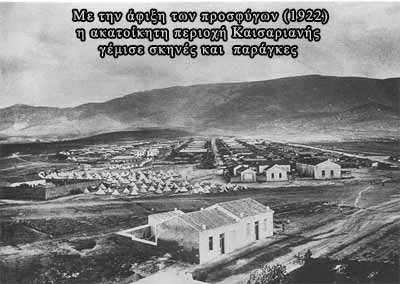 Με την άφιξη των προσφύγων (1922)
η ακατοίκητη περιοχή Καισαριανής
γέμισε σκηνές και παράγκες